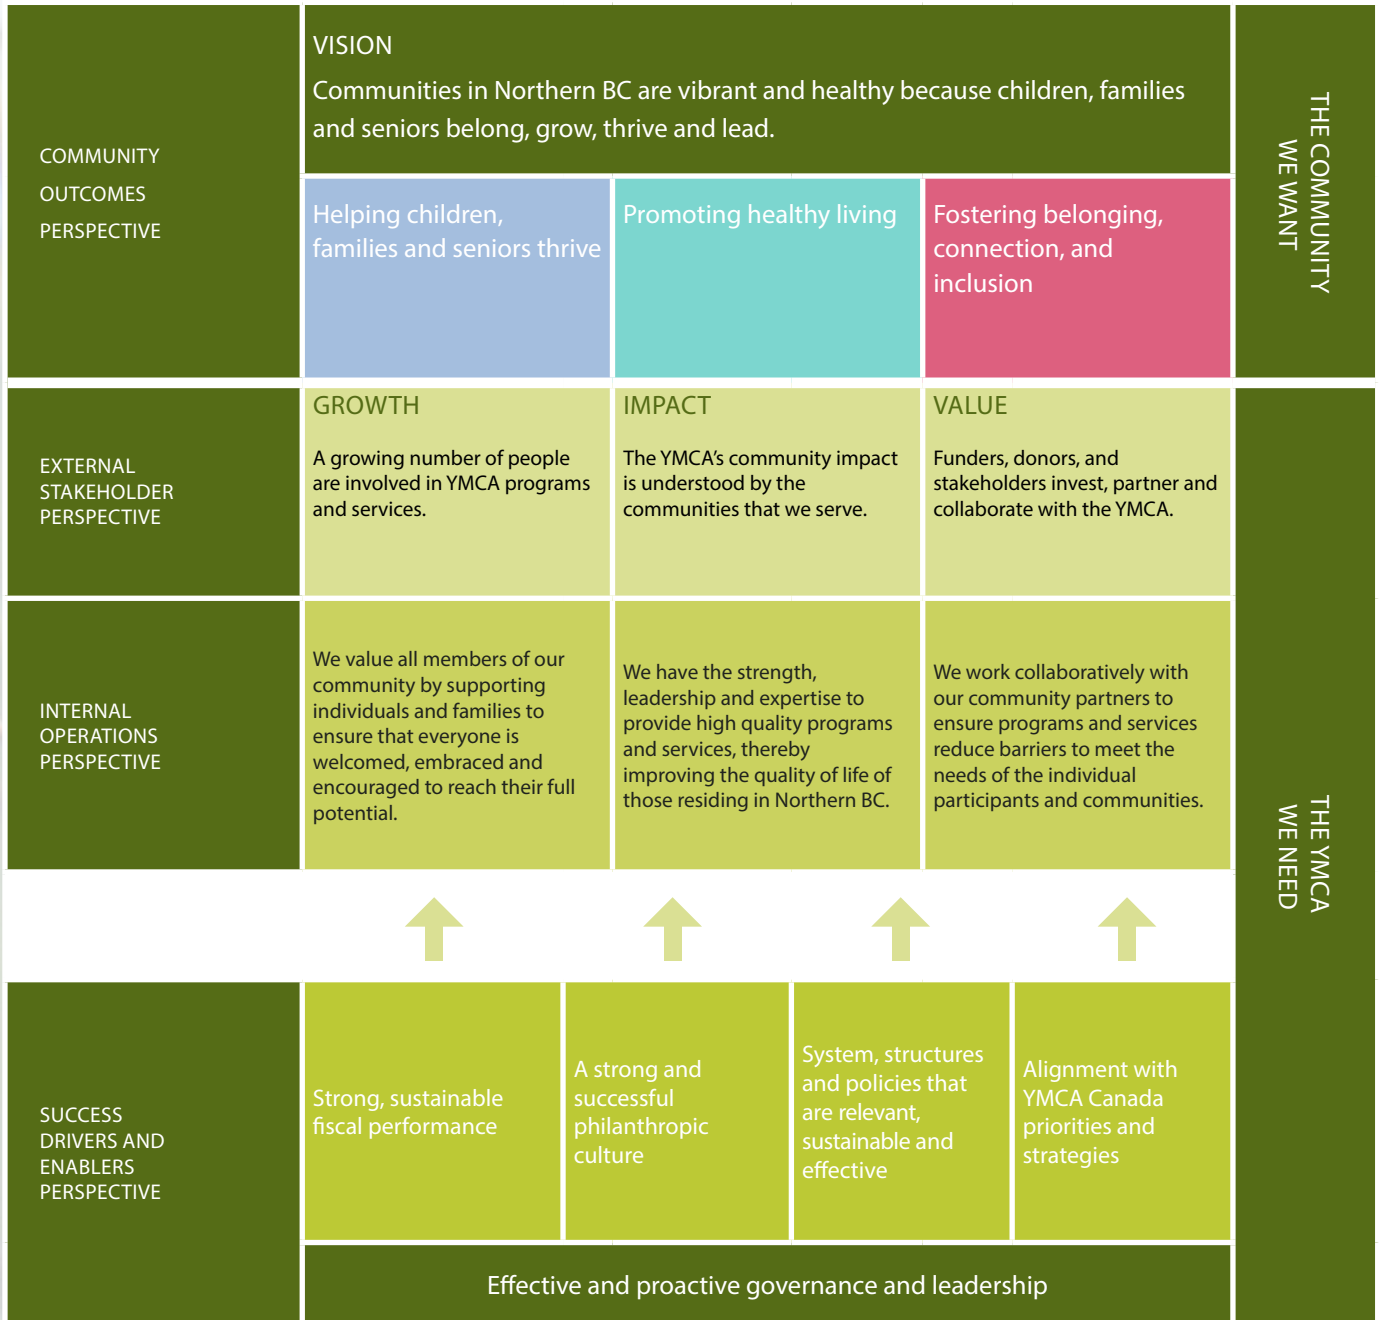 COMMUNITY
OUTCOMES
PERSPECTIVE
VISION
Communities in Northern BC are vibrant and healthy because children, families
and seniors belong, grow, thrive and lead.
Helping children,
families and seniors thrive
Promoting healthy living
Fostering belonging,
connection, and
inclusion
THE COMMUNITY
WE WANT
EXTERNAL
STAKEHOLDER
PERSPECTIVE
GROWTH
A growing number of people
are involved in YMCA programs
and services.
IMPACT
The YMCA’s community impact
is understood by the
communities that we serve.
VALUE
Funders, donors, and
stakeholders invest, partner and
collaborate with the YMCA.
INTERNAL
OPERATIONS
PERSPECTIVE
We value all members of our
community by supporting
individuals and families to
ensure that everyone is
welcomed, embraced and
encouraged to reach their full
potential.
We have the strength,
leadership and expertise to
provide high quality programs
and services, thereby
improving the quality of life of
those residing in Northern BC.
We work collaboratively with
our community partners to
ensure programs and services
reduce barriers to meet the
needs of the individual
participants and communities.
THE YMCA
WE NEED
SUCCESS
DRIVERS AND
ENABLERS
PERSPECTIVE
Strong, sustainable
fiscal performance
A strong and
successful
philanthropic
culture
System, structures
and policies that
are relevant,
sustainable and
effective
Alignment with
YMCA Canada
priorities and
strategies
Effective and proactive governance and leadership